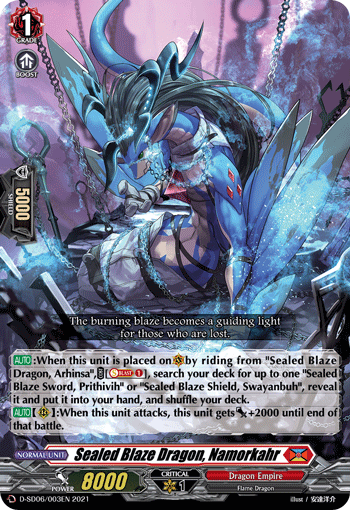 1
GRADE
BOOST
5000
SHIELD
The burning blaze becomes a guiding light
for those who are lost.
AUTO:When this unit is placed on by riding from "Sealed Blaze
Dragon, Arhinsa", [BLAST 1], search your deck for up to one "Sealed
Blaze Sword, Prithivih" or "Sealed Blaze Shield, Swayanbuh", reveal
it and put it into your hand, and shuffle your deck.
AUTO[]:When this unit attacks, this unit gets +2000 until end of
that battle.
NORMAL UNIT Sealed Blaze Dragon, Namorkahr
POWER 8000 CRITICAL 1 Dragon Empire
Flame Dragon
D-SD06/003EN 2021 illust / 安達洋介